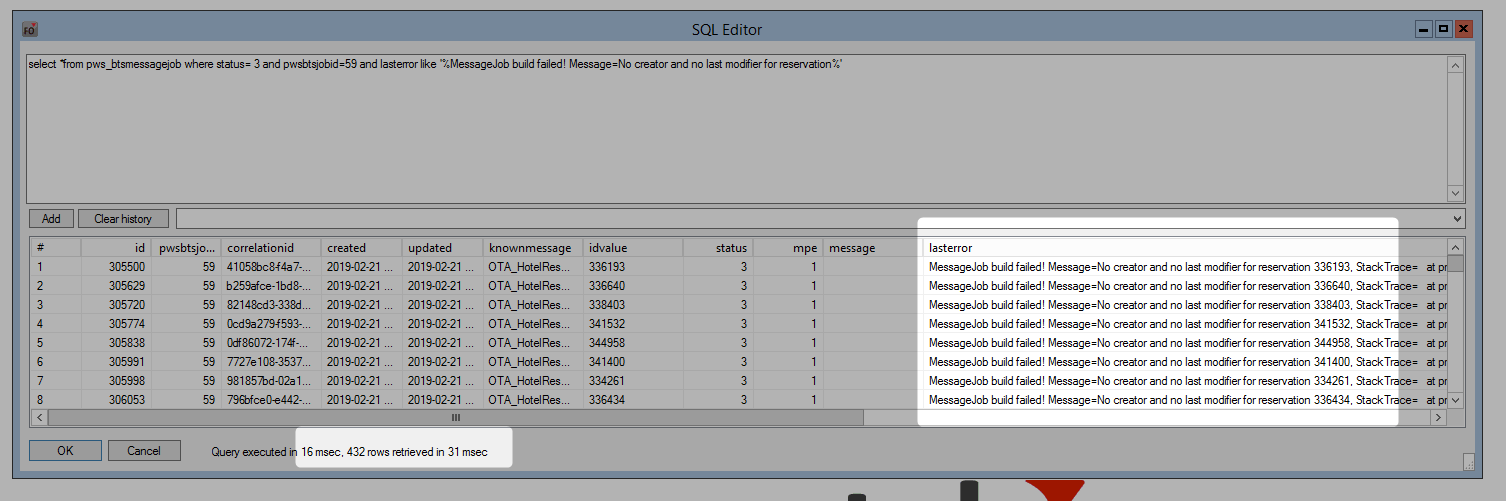 FO
SQL Editor
select *from pws_btsmessagejob where status= 3 and pwsbtsjobid=59 and lasterror like '%MessageJob build failed! Message=No creator and no last modifier for reservation%'
Add Clear history
# id pwsbtsjo... correlationid created updated knownmessage idvalue status mpe message lasterror
1 305500 59 41058bc8-f4a7-... 2019-02-21 ... 2019-02-21 ... OTA_HotelRes... 336193 3 1 MessageJob build failed! Message=No creator and no last modifier for reservation 336193, StackTrace= at pr
2 305629 59 b259afce-1bd8-... 2019-02-21 ... 2019-02-21 ... OTA_HotelRes... 336640 3 1 MessageJob build failed! Message=No creator and no last modifier for reservation 336640, StackTrace= at pr
3 305720 59 82148cd3-338d... 2019-02-21 ... 2019-02-21 ... OTA_HotelRes... 338403 3 1 MessageJob build failed! Message=No creator and no last modifier for reservation 338403, StackTrace= at pr
4 305774 59 0cd9a279-f593-... 2019-02-21 ... 2019-02-21 ... OTA_HotelRes... 341532 3 1 MessageJob build failed! Message=No creator and no last modifier for reservation 341532, StackTrace= at pr
5 305838 59 0df86072-174f-... 2019-02-21 ... 2019-02-21 ... OTA_HotelRes... 344958 3 1 MessageJob build failed! Message=No creator and no last modifier for reservation 344958, StackTrace= at pr
6 305991 59 7727e108-3537... 2019-02-21 ... 2019-02-21 ... OTA_HotelRes... 341400 3 1 MessageJob build failed! Message=No creator and no last modifier for reservation 341400, StackTrace= at pr
7 305998 59 981857bd-02a1... 2019-02-21 ... 2019-02-21 ... OTA_HotelRes... 334261 3 1 MessageJob build failed! Message=No creator and no last modifier for reservation 334261, StackTrace= at pr
8 306053 59 796bfce0-e442-... 2019-02-21 ... 2019-02-21 ... OTA_HotelRes... 336434 3 1 MessageJob build failed! Message=No creator and no last modifier for reservation 336434, StackTrace= at pr
OK Cancel Query executed in 16 msec, 432 rows retrieved in 31 msec